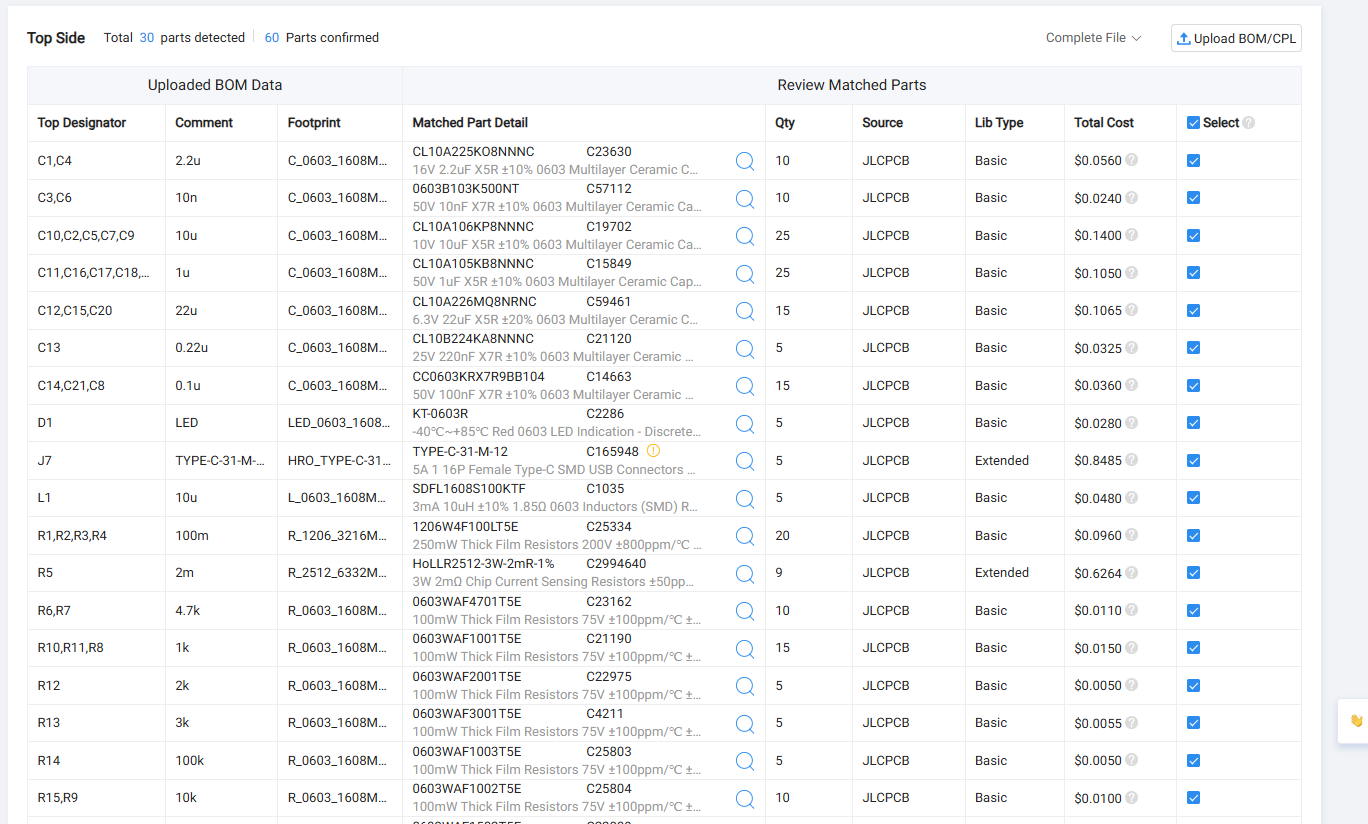 Top Side Total 30 parts detected 60 Parts confirmed Complete File Upload BOM/CPL
Uploaded BOM Data Review Matched Parts
Top Designator Comment Footprint Matched Part Detail Qty Source Lib Type Total Cost Select
C1,C4 2.2u C_0603_1608M... CL10A225KO8NNNC C23630 10 JLCPCB Basic $0.0560
16V 2.2uF X5R ±10% 0603 Multilayer Ceramic C...
C3,C6 10n C_0603_1608M... 0603B103K500NT C57112 10 JLCPCB Basic $0.0240
50V 10nF X7R ±10% 0603 Multilayer Ceramic Ca...
C10,C2,C5,C7,C9 10u C_0603_1608M... CL10A106KP8NNNC C19702 25 JLCPCB Basic $0.1400
10V 10uF X5R ±10% 0603 Multilayer Ceramic Ca...
C11,C16,C17,C18,... 1u C_0603_1608M... CL10A105KB8NNNC C15849 25 JLCPCB Basic $0.1050
50V 1uF X5R ±10% 0603 Multilayer Ceramic Cap...
C12,C15,C20 22u C_0603_1608M... CL10A226MQ8NRNC C59461 15 JLCPCB Basic $0.1065
6.3V 22uF X5R ±20% 0603 Multilayer Ceramic C...
C13 0.22u C_0603_1608M... CL10B224KA8NNNC C21120 5 JLCPCB Basic $0.0325
25V 220nF X7R ±10% 0603 Multilayer Ceramic ...
C14,C21,C8 0.1u C_0603_1608M... CC0603KRX7R9BB104 C14663 15 JLCPCB Basic $0.0360
50V 100nF X7R ±10% 0603 Multilayer Ceramic ...
D1 LED LED_0603_1608... KT-0603R C2286 5 JLCPCB Basic $0.0280
-40℃~+85℃ Red 0603 LED Indication - Discrete...
J7 TYPE-C-31-M-... HRO_TYPE-C-31... TYPE-C-31-M-12 C165948 5 JLCPCB Extended $0.8485
5A 1 16P Female Type-C SMD USB Connectors ...
L1 10u L_0603_1608M... SDFL1608S100KTF C1035 5 JLCPCB Basic $0.0480
3mA 10uH ±10% 1.85Ω 0603 Inductors (SMD) R...
R1,R2,R3,R4 100m R_1206_3216M... 1206W4F100LT5E C25334 20 JLCPCB Basic $0.0960
250mW Thick Film Resistors 200V ±800ppm/℃ ...
R5 2m R_2512_6332M... HoLLR2512-3W-2mR-1% C2994640 9 JLCPCB Extended $0.6264
3W 2mΩ Chip Current Sensing Resistors ±50pp...
R6,R7 4.7k R_0603_1608M... 0603WAF4701T5E C23162 10 JLCPCB Basic $0.0110
100mW Thick Film Resistors 75V ±100ppm/℃ ±...
R10,R11,R8 1k R_0603_1608M... 0603WAF1001T5E C21190 15 JLCPCB Basic $0.0150
100mW Thick Film Resistors 75V ±100ppm/℃ ±...
R12 2k R_0603_1608M... 0603WAF2001T5E C22975 5 JLCPCB Basic $0.0050
100mW Thick Film Resistors 75V ±100ppm/℃ ±...
R13 3k R_0603_1608M... 0603WAF3001T5E C4211 5 JLCPCB Basic $0.0055
100mW Thick Film Resistors 75V ±100ppm/℃ ±...
R14 100k R_0603_1608M... 0603WAF1003T5E C25803 5 JLCPCB Basic $0.0050
100mW Thick Film Resistors 75V ±100ppm/℃ ±...
R15,R9 10k R_0603_1608M... 0603WAF1002T5E C25804 10 JLCPCB Basic $0.0100
100mW Thick Film Resistors 75V ±100ppm/℃ ±...